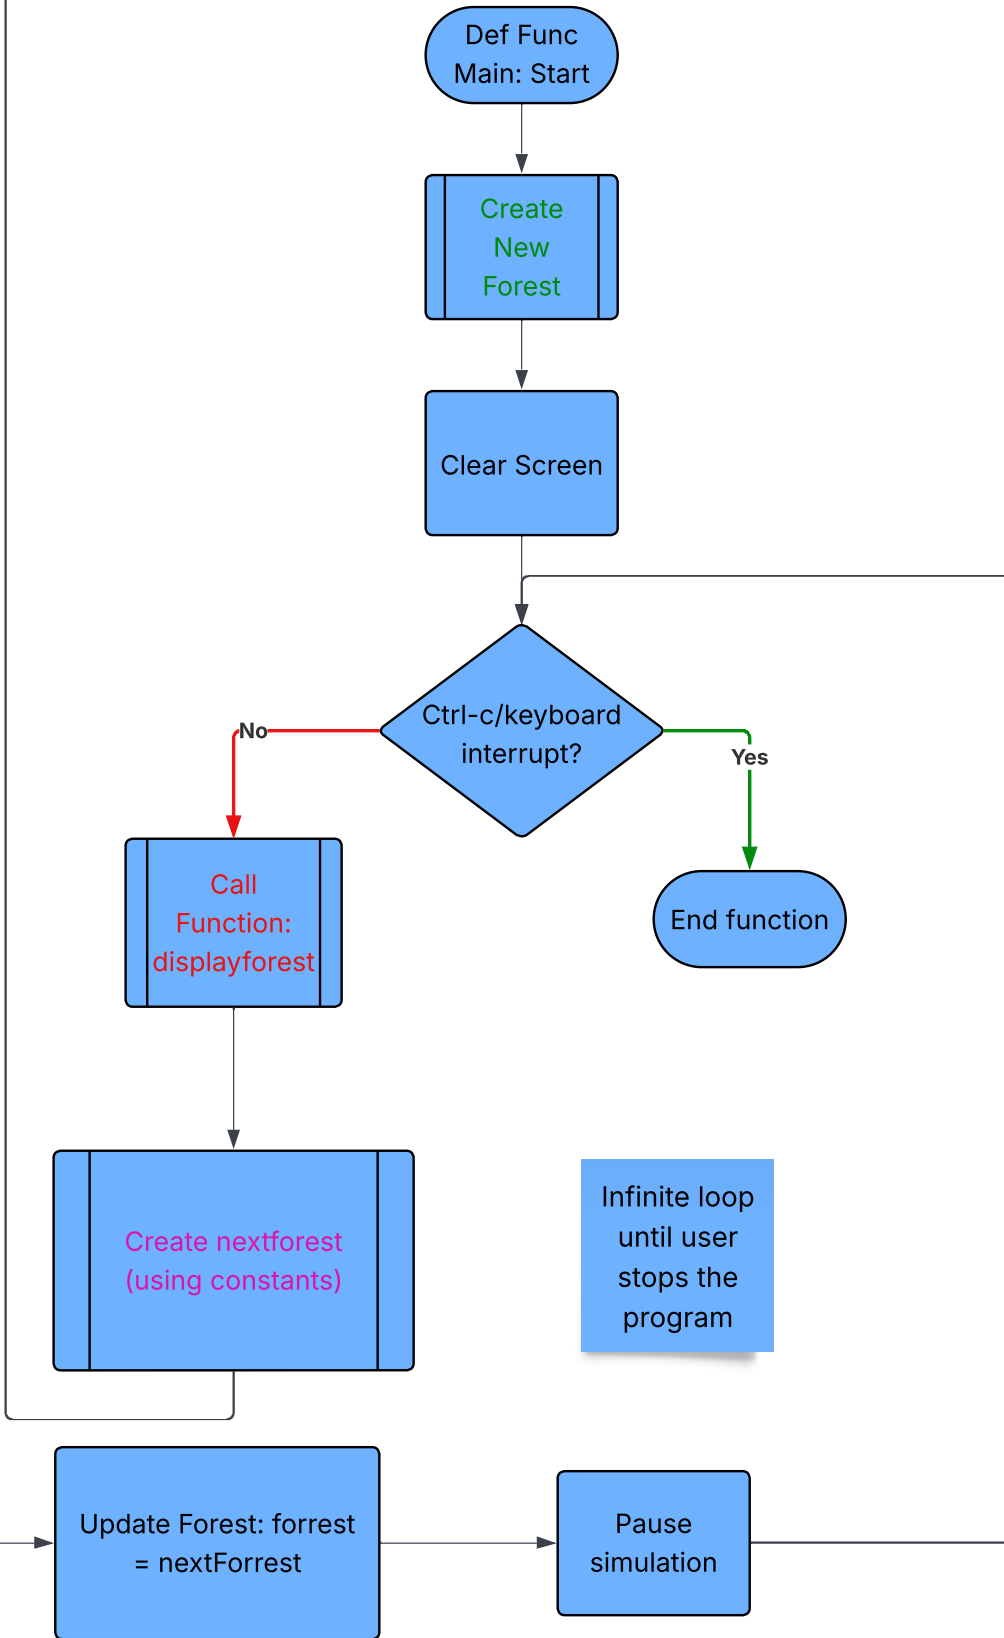 Def Func
Main: Start
Create
New
Forest
Clear Screen
Ctrl-c/keyboard
interrupt?
No
Yes
Call
Function:
displayforest
End function
Create nextforest
(using constants)
Infinite loop
until user
stops the
program
Update Forest: forrest
= nextForrest
Pause
simulation